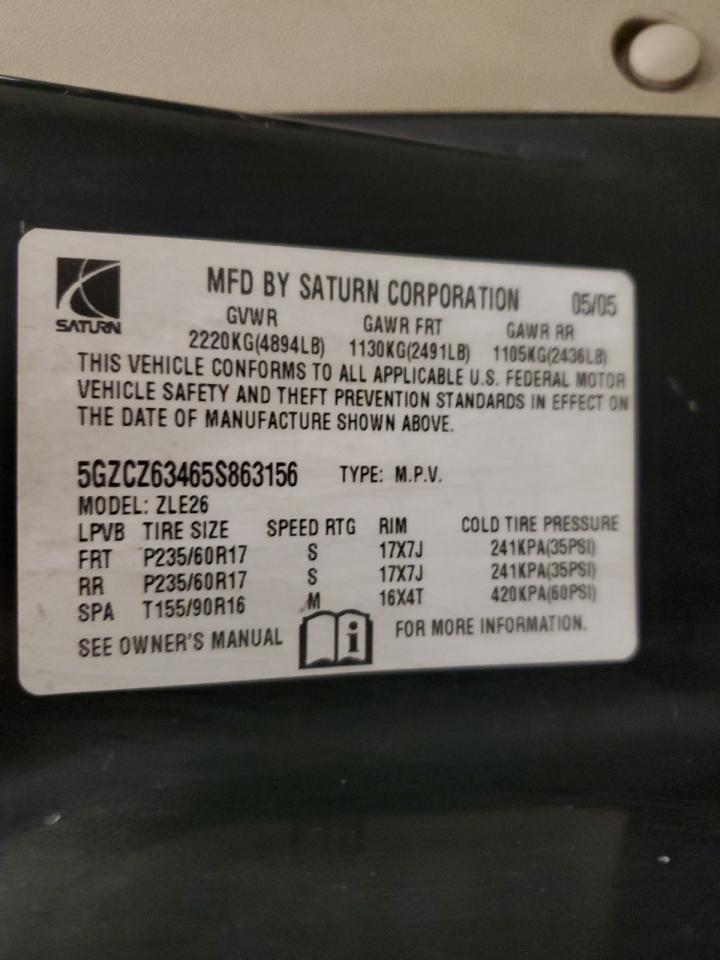 SATURN
MFD BY SATURN CORPORATION 05/05
GVWR GAWR FRT GAWR RR
2220KG(4894LB) 1130KG(2491LB) 1105KG(2436LB)
THIS VEHICLE CONFORMS TO ALL APPLICABLE U.S. FEDERAL MOTOR
VEHICLE SAFETY AND THEFT PREVENTION STANDARDS IN EFFECT ON
THE DATE OF MANUFACTURE SHOWN ABOVE.
5GZCZ63465S863156 TYPE: M.P.V.
MODEL: ZLE26
LPVB TIRE SIZE SPEED RTG RIM COLD TIRE PRESSURE
FRT P235/60R17 S 17X7J 241KPA(35PSI)
RR P235/60R17 S 17X7J 241KPA(35PSI)
SPA T155/90R16 M 16X4T 420KPA(60PSI)
SEE OWNER'S MANUAL i FOR MORE INFORMATION.